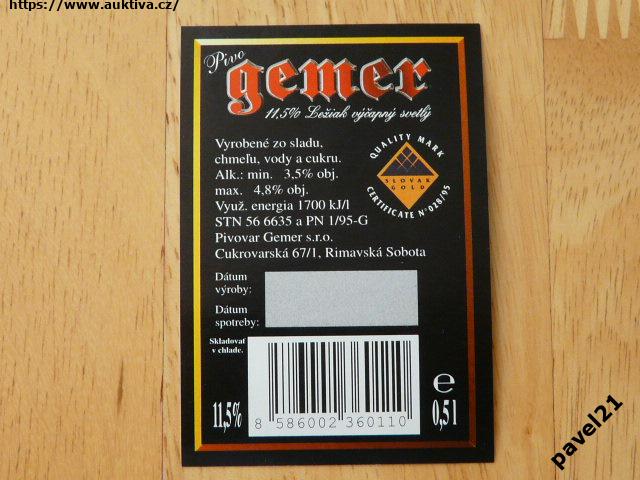 https://www.auktiva.cz/
Pivo
gemer
11,5% Ležiak výčapný svetlý
Vyrobené zo sladu,
chmeľu, vody a cukru.
Alk.: min. 3,5% obj.
max. 4,8% obj.
Využ. energia 1700 kJ/l
STN 56 6635 a PN 1/95-G
Pivovar Gemer s.r.o.
Cukrovarská 67/1, Rimavská Sobota
QUALITY MARK
SLOVAK
GOLD
CERTIFICATE N° 028/95
Dátum
výroby:
Dátum
spotreby:
Skladovať
v chlade.
11,5%
8 586002 360110
e
0,5 l
pavel21